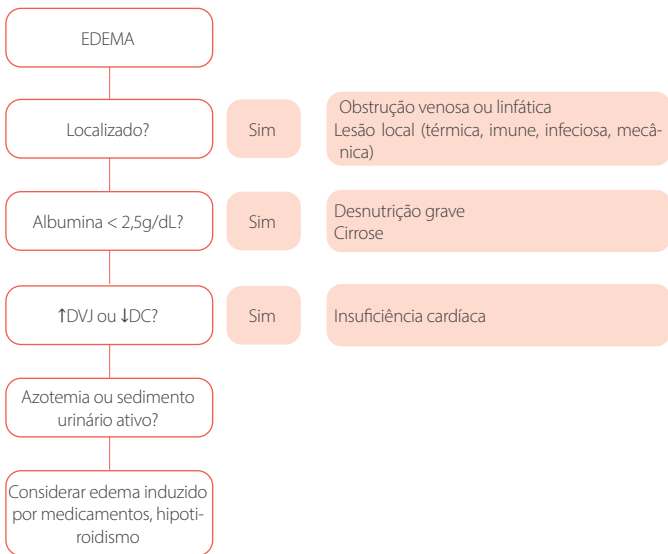 EDEMA
Localizado?
Sim
Obstrução venosa ou linfática
Lesão local (térmica, imune, infeciosa, mecâ-
nica)
Albumina < 2,5g/dL?
Sim
Desnutrição grave
Cirrose
↑DVJ ou ↓DC?
Sim
Insuficiência cardíaca
Azotemia ou sedimento
urinário ativo?
Considerar edema induzido
por medicamentos, hipoti-
roidismo